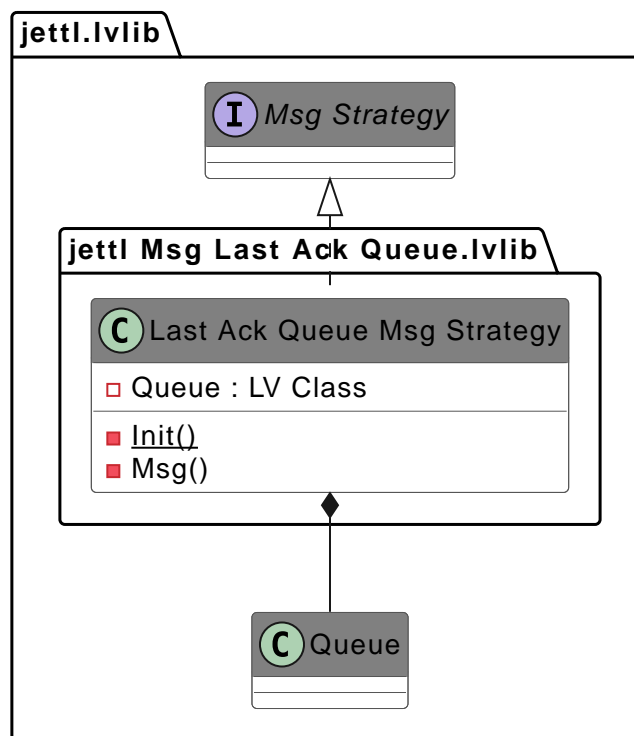 jettl.lvlib
I Msg Strategy
jettl Msg Last Ack Queue.lvlib
C Last Ack Queue Msg Strategy
Queue : LV Class
Init()
Msg()
C Queue